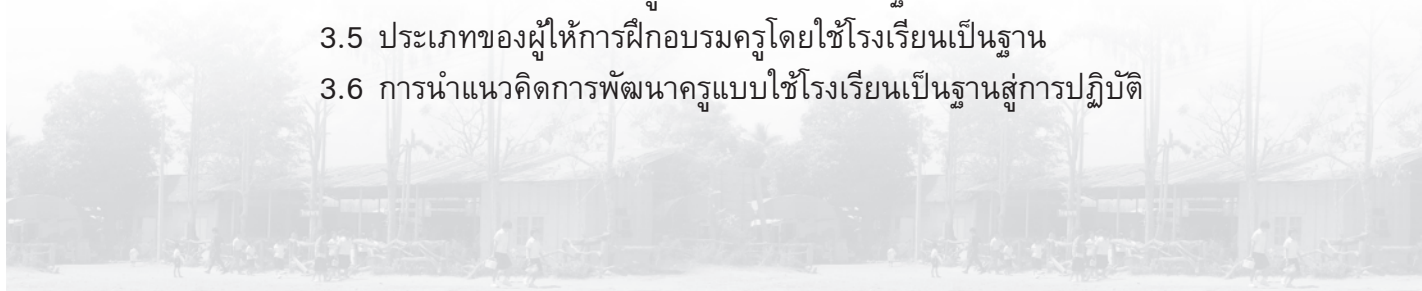 3.5 ประเภทของผู้ให้การฝึกอบรมครูโดยใช้โรงเรียนเป็นฐาน
3.6 การนำแนวคิดการพัฒนาครูแบบใช้โรงเรียนเป็นฐานสู่การปฏิบัติ